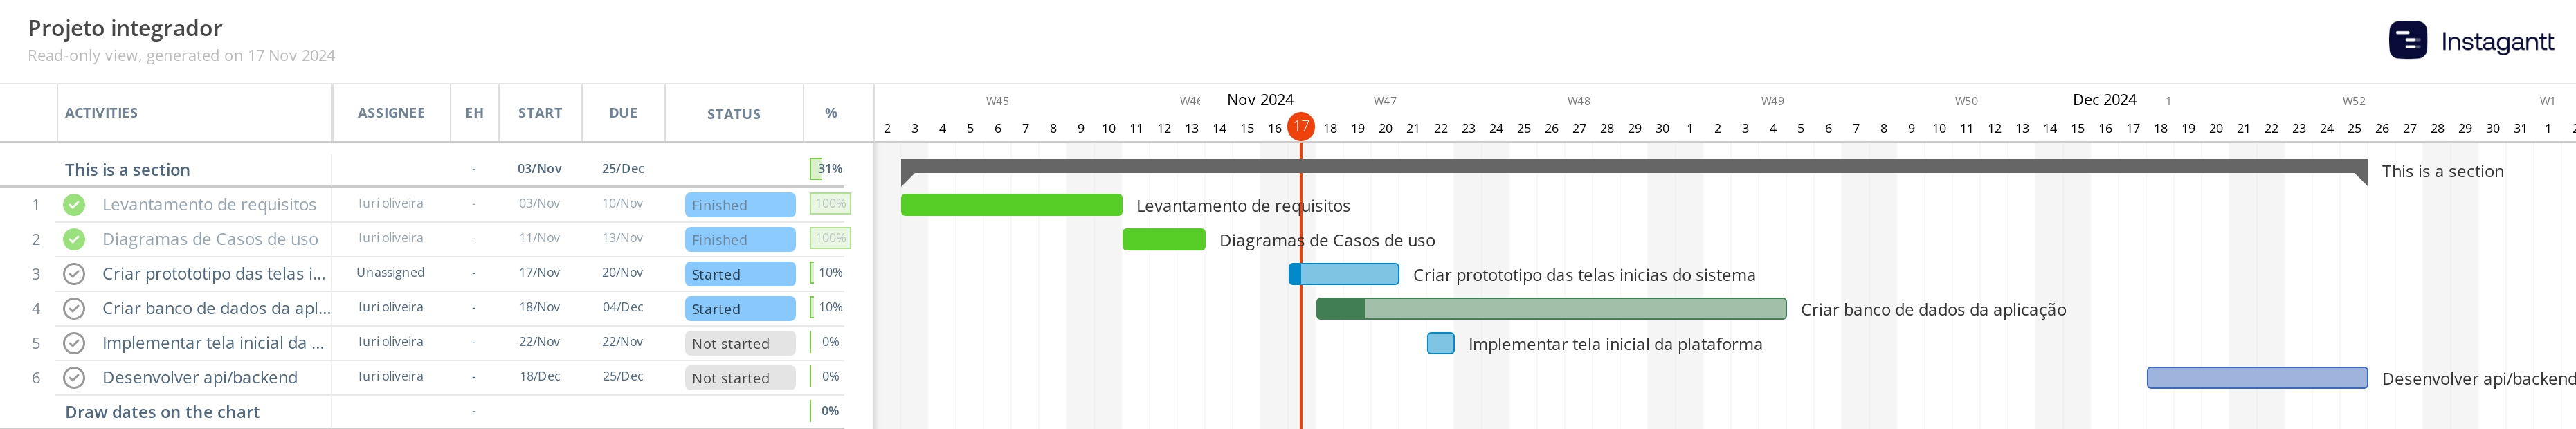 Projeto integrador
Read-only view, generated on 17 Nov 2024
Instagantt
ACTIVITIES ASSIGNEE EH START DUE STATUS %
W45 W46 Nov 2024 W47 W48 W49 W50 Dec 2024 1 W52 W1
2 3 4 5 6 7 8 9 10 11 12 13 14 15 16 17 18 19 20 21 22 23 24 25 26 27 28 29 30 1 2 3 4 5 6 7 8 9 10 11 12 13 14 15 16 17 18 19 20 21 22 23 24 25 26 27 28 29 30 31 1 2
This is a section - 03/Nov 25/Dec 31% This is a section
1 Levantamento de requisitos Iuri oliveira - 03/Nov 10/Nov Finished 100% Levantamento de requisitos
2 Diagramas de Casos de uso Iuri oliveira - 11/Nov 13/Nov Finished 100% Diagramas de Casos de uso
3 Criar protototipo das telas i... Unassigned - 17/Nov 20/Nov Started 10% Criar protototipo das telas inicias do sistema
4 Criar banco de dados da apl... Iuri oliveira - 18/Nov 04/Dec Started 10% Criar banco de dados da aplicação
5 Implementar tela inicial da ... Iuri oliveira - 22/Nov 22/Nov Not started 0% Implementar tela inicial da plataforma
6 Desenvolver api/backend Iuri oliveira - 18/Dec 25/Dec Not started 0% Desenvolver api/backend
Draw dates on the chart - 0%